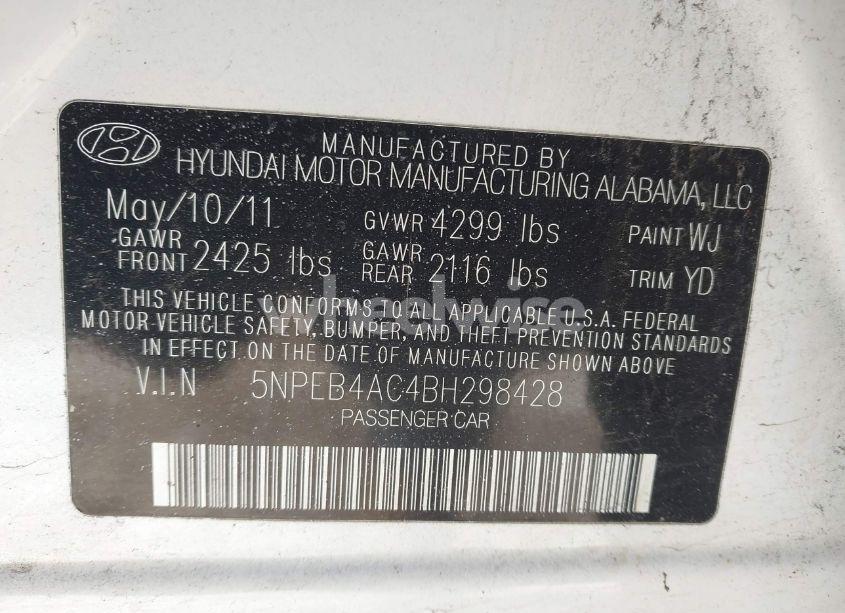 MANUFACTURED BY
HYUNDAI MOTOR MANUFACTURING ALABAMA, LLC
May/10/11 GVWR 4299 lbs PAINT WJ
GAWR FRONT 2425 lbs GAWR REAR 2116 lbs TRIM YD
THIS VEHICLE CONFORMS TO ALL APPLICABLE U.S.A. FEDERAL
MOTOR-VEHICLE SAFETY, BUMPER, AND THEFT PREVENTION STANDARDS
IN EFFECT ON THE DATE OF MANUFACTURE SHOWN ABOVE
V.I.N 5NPEB4AC4BH298428
PASSENGER CAR
wheelwise